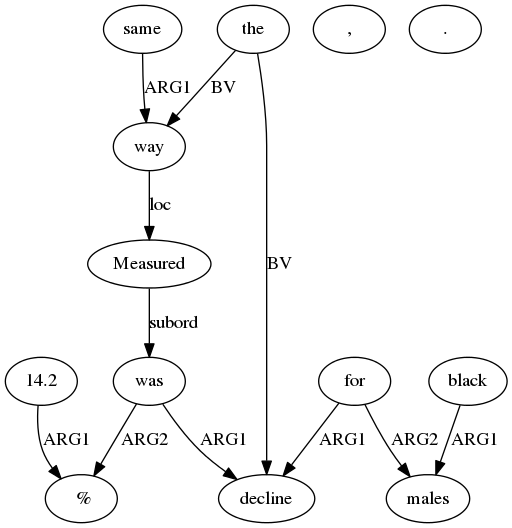 same the , .
ARG1 BV
way
loc BV
Measured
subord
14.2 was for black
ARG1 ARG2 ARG1 ARG1 ARG2 ARG1
% decline males